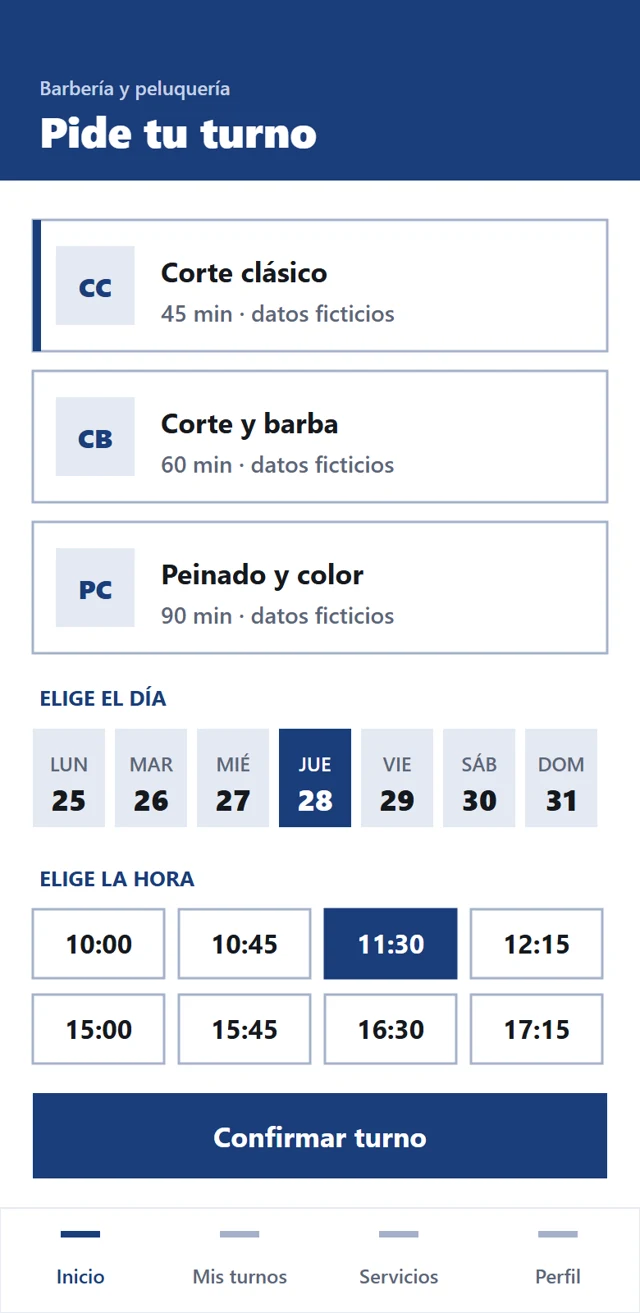 Barbería y peluquería
Pide tu turno
CC
Corte clásico
45 min · datos ficticios
CB
Corte y barba
60 min · datos ficticios
PC
Peinado y color
90 min · datos ficticios
ELIGE EL DÍA
LUN MAR MIÉ JUE VIE SÁB DOM
25 26 27 28 29 30 31
ELIGE LA HORA
10:00 10:45 11:30 12:15
15:00 15:45 16:30 17:15
Confirmar turno
Inicio Mis turnos Servicios Perfil